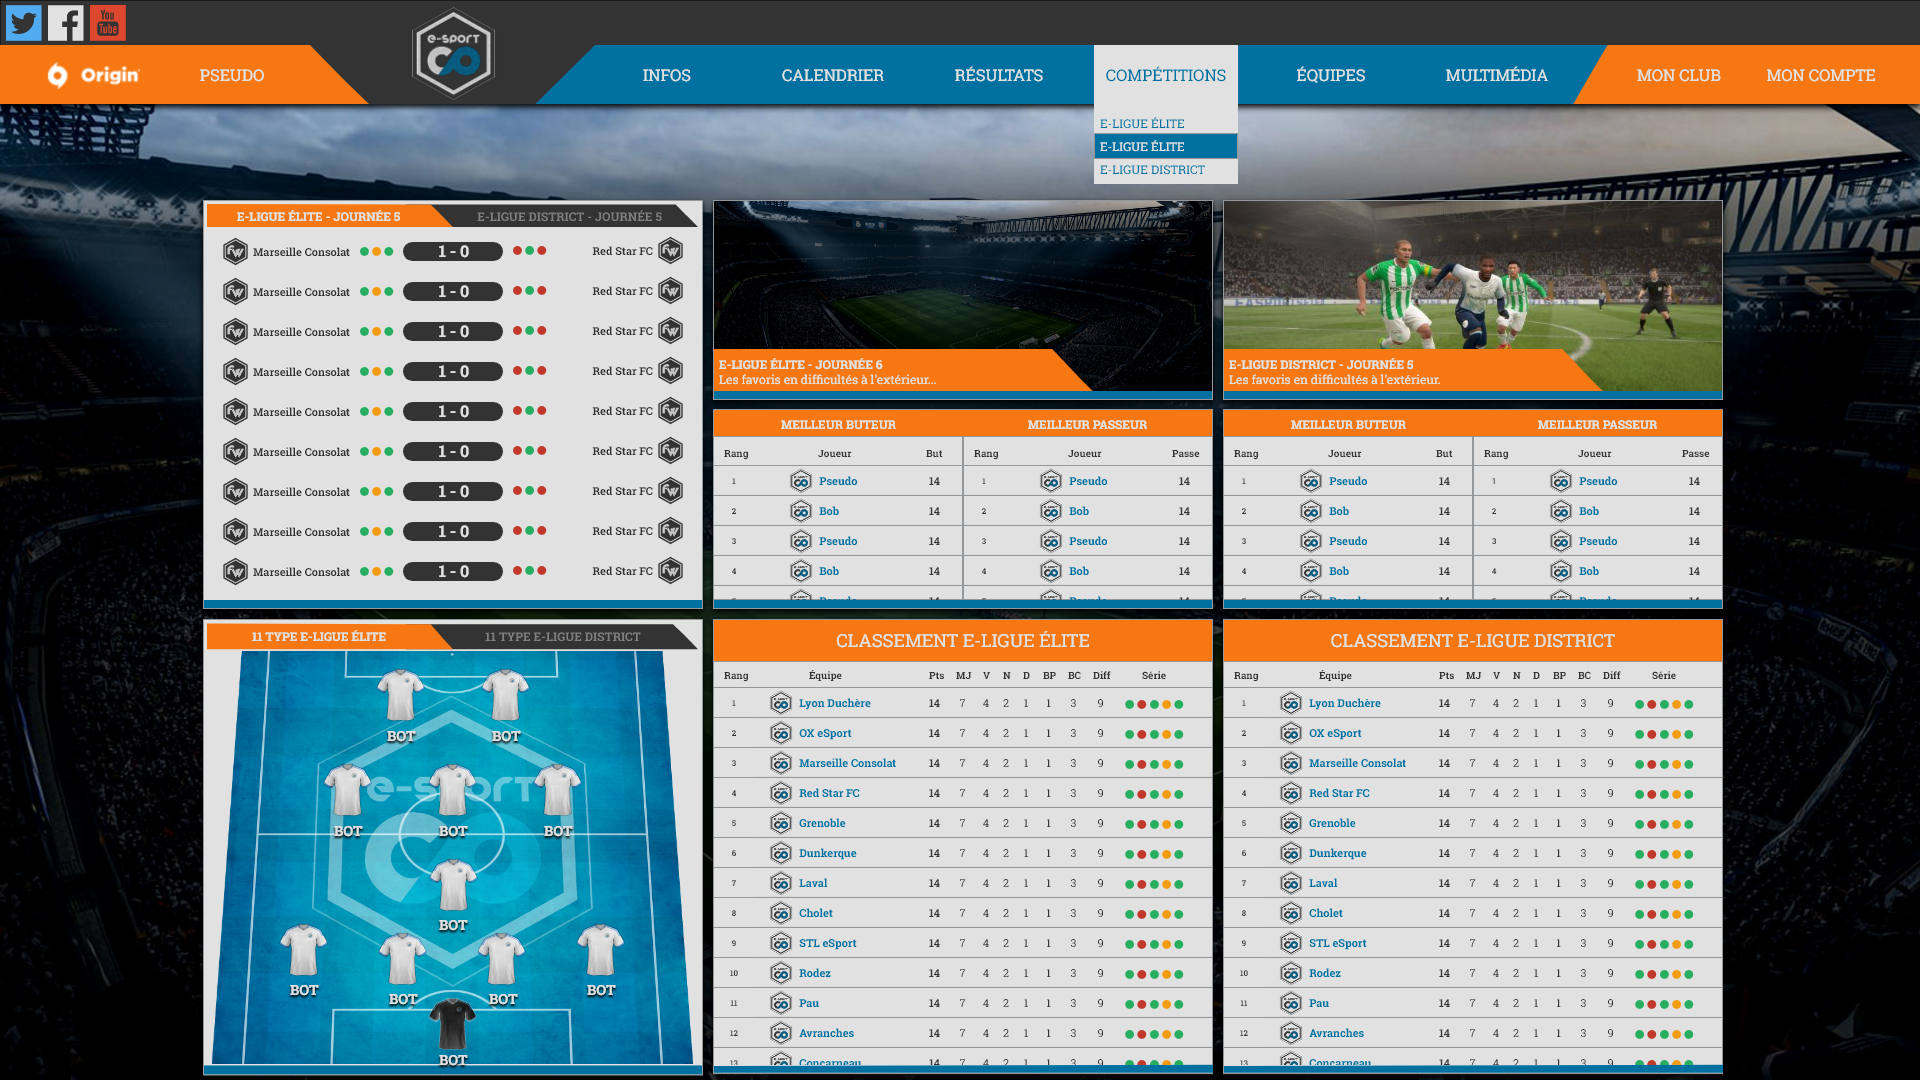 You
Tube
e-sport
Origin
PSEUDO
INFOS
CALENDRIER
RÉSULTATS
COMPÉTITIONS
ÉQUIPES
MULTIMÉDIA
MON CLUB
MON COMPTE
E-LIGUE ÉLITE
E-LIGUE ÉLITE
E-LIGUE DISTRICT
E-LIGUE ÉLITE - JOURNÉE 5
E-LIGUE DISTRICT - JOURNÉE 5
Marseille Consolat 1 - 0 Red Star FC
Marseille Consolat 1 - 0 Red Star FC
Marseille Consolat 1 - 0 Red Star FC
Marseille Consolat 1 - 0 Red Star FC
Marseille Consolat 1 - 0 Red Star FC
Marseille Consolat 1 - 0 Red Star FC
Marseille Consolat 1 - 0 Red Star FC
Marseille Consolat 1 - 0 Red Star FC
Marseille Consolat 1 - 0 Red Star FC
E-LIGUE ÉLITE - JOURNÉE 6
Les favoris en difficultés à l'extérieur...
E-LIGUE DISTRICT - JOURNÉE 5
Les favoris en difficultés à l'extérieur.
MEILLEUR BUTEUR
MEILLEUR PASSEUR
Rang Joueur But Rang Joueur Passe
1 Pseudo 14 1 Pseudo 14
2 Bob 14 2 Bob 14
3 Pseudo 14 3 Pseudo 14
4 Bob 14 4 Bob 14
MEILLEUR BUTEUR
MEILLEUR PASSEUR
Rang Joueur But Rang Joueur Passe
1 Pseudo 14 1 Pseudo 14
2 Bob 14 2 Bob 14
3 Pseudo 14 3 Pseudo 14
4 Bob 14 4 Bob 14
11 TYPE E-LIGUE ÉLITE
11 TYPE E-LIGUE DISTRICT
BOT BOT
e-sport
BOT BOT BOT
BOT
BOT BOT BOT BOT
BOT
CLASSEMENT E-LIGUE ÉLITE
Rang Équipe Pts MJ V N D BP BC Diff Série
1 Lyon Duchère 14 7 4 2 1 1 3 9
2 OX eSport 14 7 4 2 1 1 3 9
3 Marseille Consolat 14 7 4 2 1 1 3 9
4 Red Star FC 14 7 4 2 1 1 3 9
5 Grenoble 14 7 4 2 1 1 3 9
6 Dunkerque 14 7 4 2 1 1 3 9
7 Laval 14 7 4 2 1 1 3 9
8 Cholet 14 7 4 2 1 1 3 9
9 STL eSport 14 7 4 2 1 1 3 9
10 Rodez 14 7 4 2 1 1 3 9
11 Pau 14 7 4 2 1 1 3 9
12 Avranches 14 7 4 2 1 1 3 9
13 Concarneau 14 7 4 2 1 1 3 9
CLASSEMENT E-LIGUE DISTRICT
Rang Équipe Pts MJ V N D BP BC Diff Série
1 Lyon Duchère 14 7 4 2 1 1 3 9
2 OX eSport 14 7 4 2 1 1 3 9
3 Marseille Consolat 14 7 4 2 1 1 3 9
4 Red Star FC 14 7 4 2 1 1 3 9
5 Grenoble 14 7 4 2 1 1 3 9
6 Dunkerque 14 7 4 2 1 1 3 9
7 Laval 14 7 4 2 1 1 3 9
8 Cholet 14 7 4 2 1 1 3 9
9 STL eSport 14 7 4 2 1 1 3 9
10 Rodez 14 7 4 2 1 1 3 9
11 Pau 14 7 4 2 1 1 3 9
12 Avranches 14 7 4 2 1 1 3 9
13 Concarneau 14 7 4 2 1 1 3 9